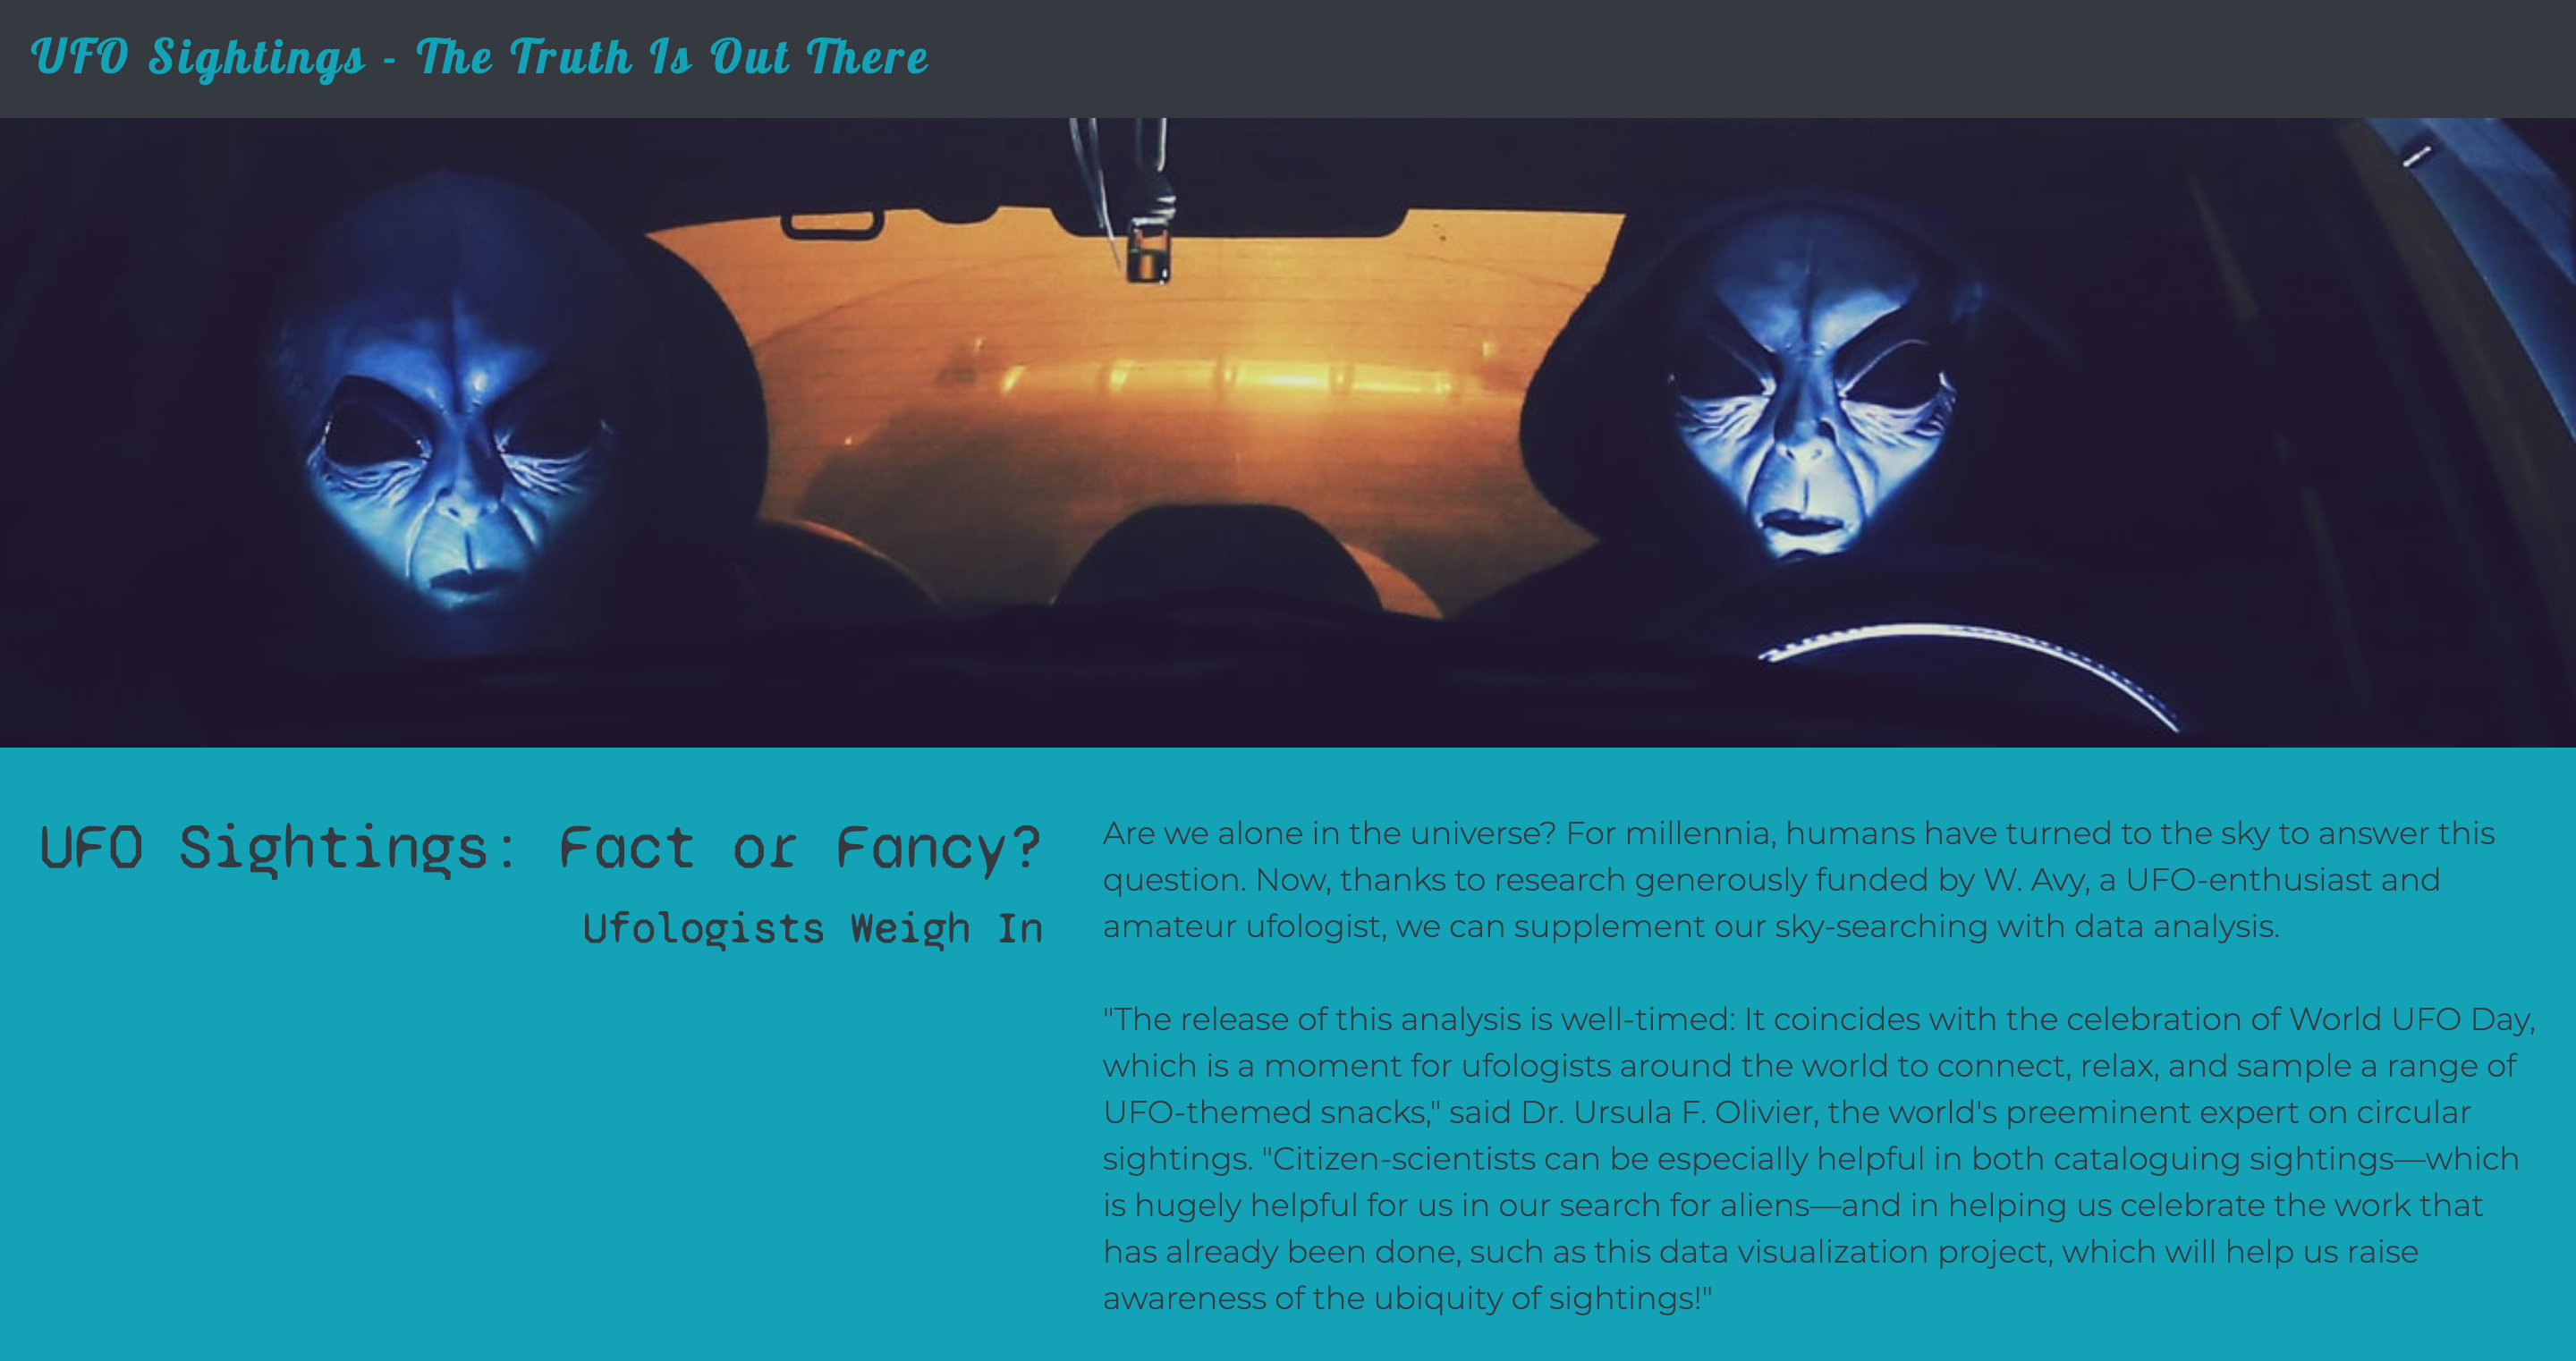 UFO Sightings - The Truth Is Out There
UFO Sightings: Fact or Fancy?
Ufologists Weigh In
Are we alone in the universe? For millennia, humans have turned to the sky to answer this
question. Now, thanks to research generously funded by W. Avy, a UFO-enthusiast and
amateur ufologist, we can supplement our sky-searching with data analysis.
"The release of this analysis is well-timed: It coincides with the celebration of World UFO Day,
which is a moment for ufologists around the world to connect, relax, and sample a range of
UFO-themed snacks," said Dr. Ursula F. Olivier, the world's preeminent expert on circular
sightings. "Citizen-scientists can be especially helpful in both cataloguing sightings—which
is hugely helpful for us in our search for aliens—and in helping us celebrate the work that
has already been done, such as this data visualization project, which will help us raise
awareness of the ubiquity of sightings!"